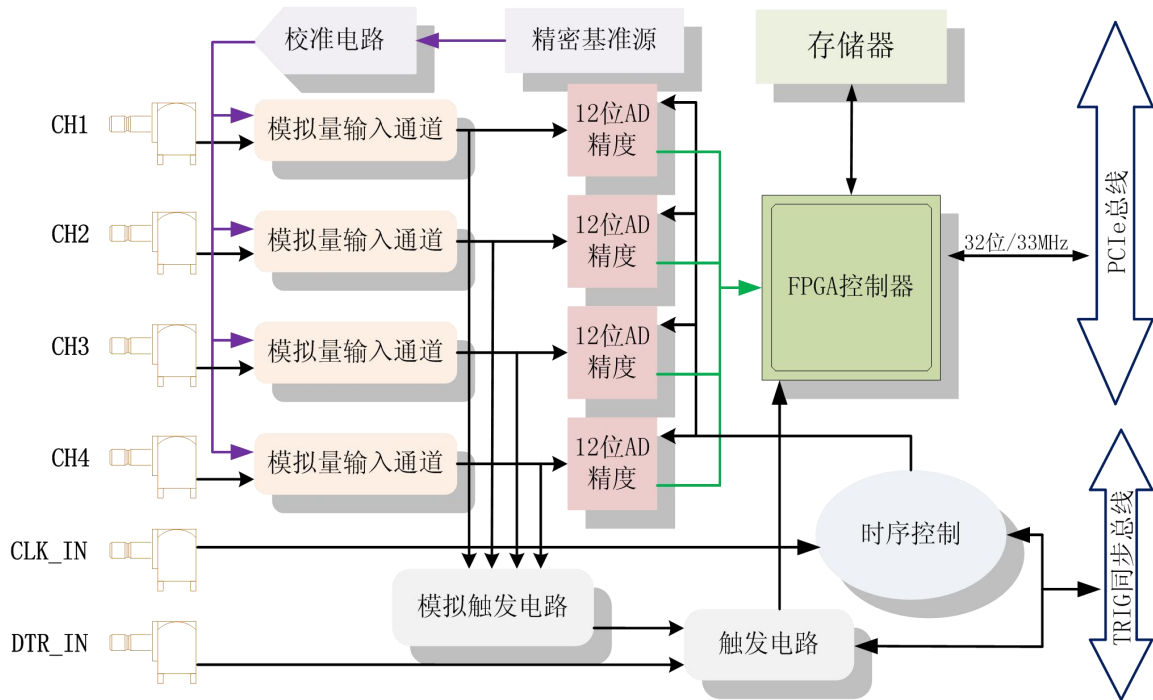 校准电路
精密基准源
存储器
CH1
模拟量输入通道
12位AD
精度
CH2
模拟量输入通道
12位AD
精度
32位/33MHz
PCIe总线
FPGA控制器
CH3
模拟量输入通道
12位AD
精度
CH4
模拟量输入通道
12位AD
精度
时序控制
CLK_IN
模拟触发电路
TRIG同步总线
DTR_IN
触发电路